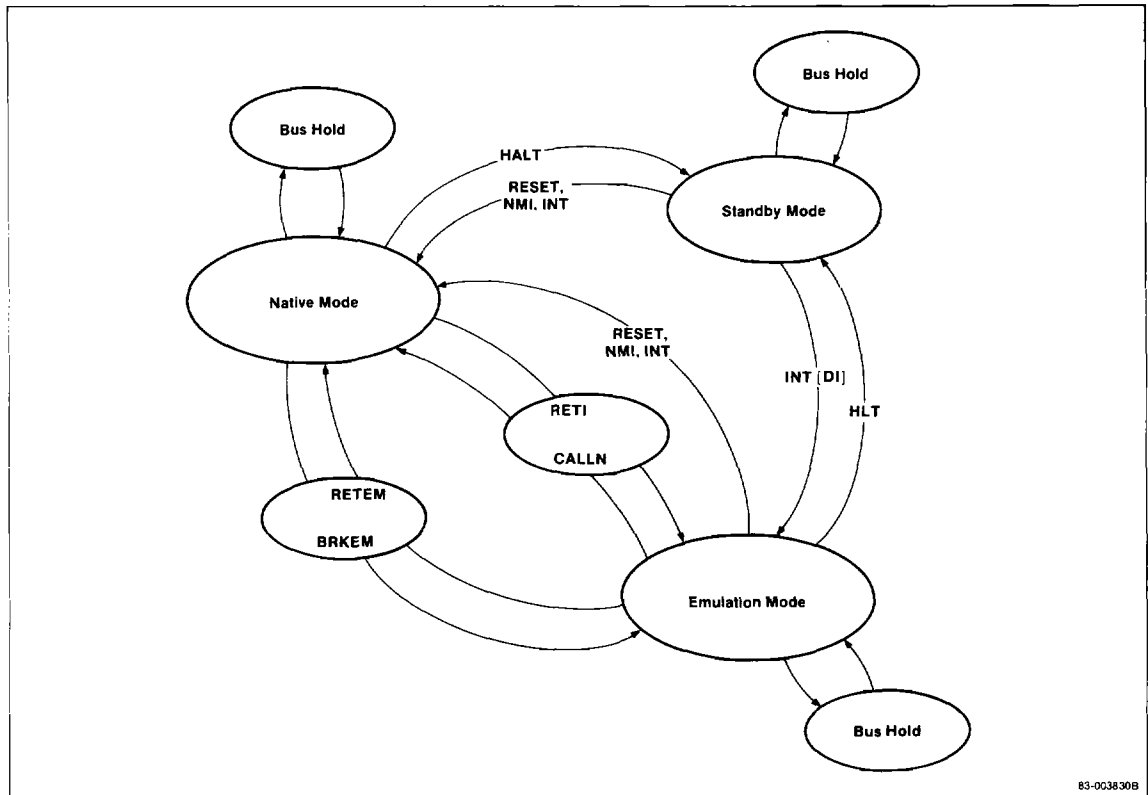 Bus Hold
Bus Hold
HALT
RESET,
NMI, INT
Standby Mode
Native Mode
RESET,
NMI, INT
INT [DI]
HLT
RETI
CALLN
RETEM
BRKEM
Emulation Mode
Bus Hold
83-003830B